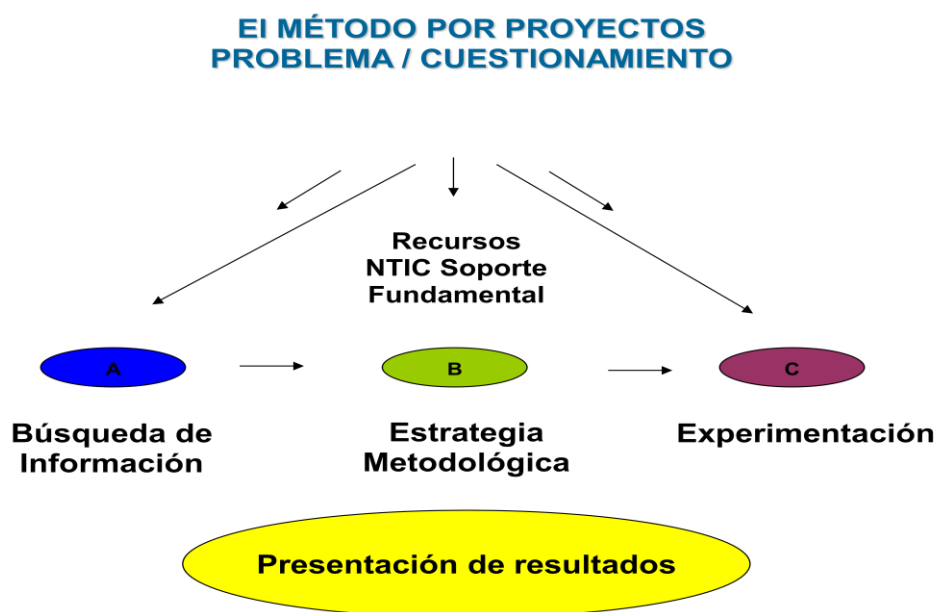 El MÉTODO POR PROYECTOS
PROBLEMA / CUESTIONAMIENTO
Recursos
NTIC Soporte
Fundamental
A
B
C
Búsqueda de
Información
Estrategia
Metodológica
Experimentación
Presentación de resultados